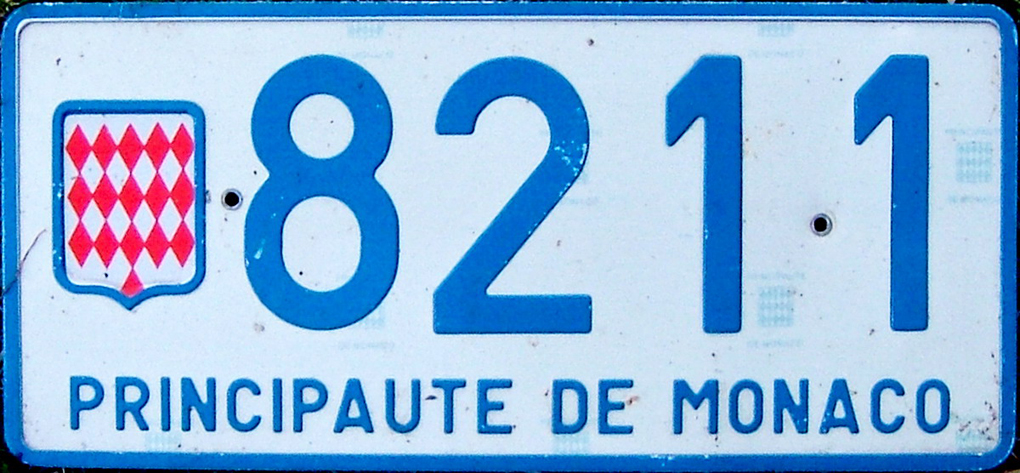 8211
PRINCIPAUTE DE MONACO